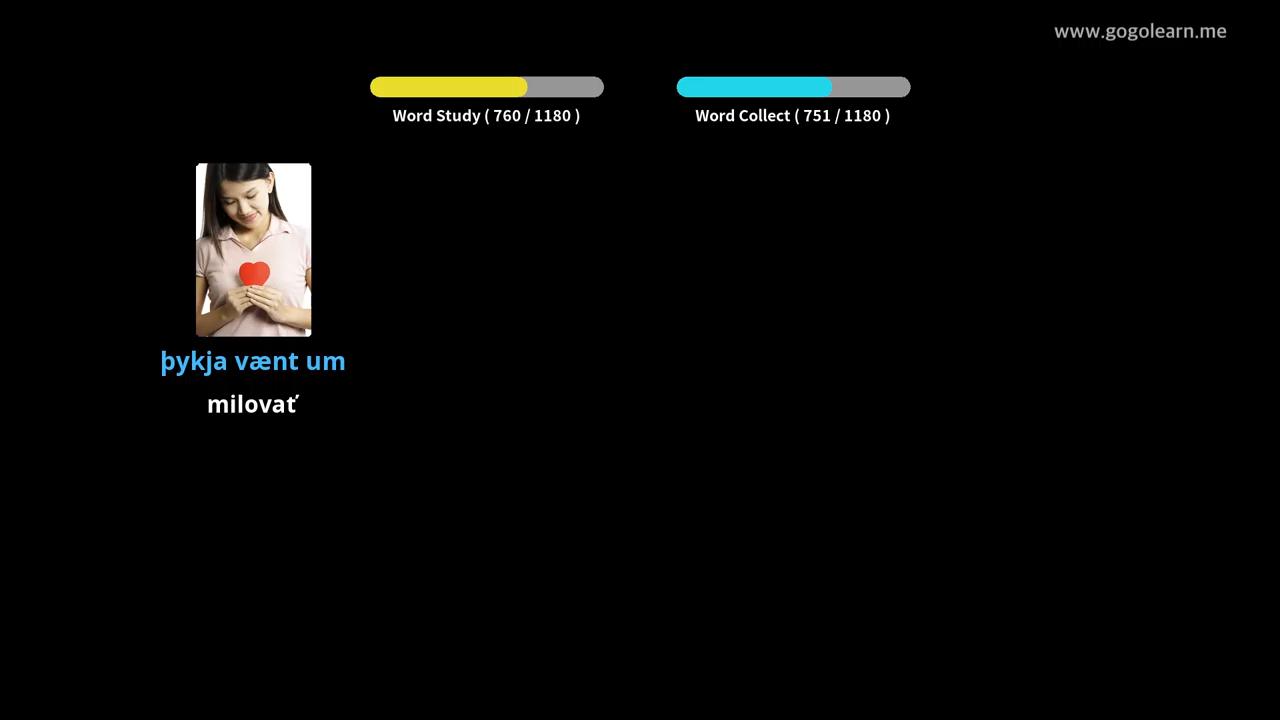 www.gogolearn.me
Word Study ( 760 / 1180 )
Word Collect ( 751 / 1180 )
þykja vænt um
milovať